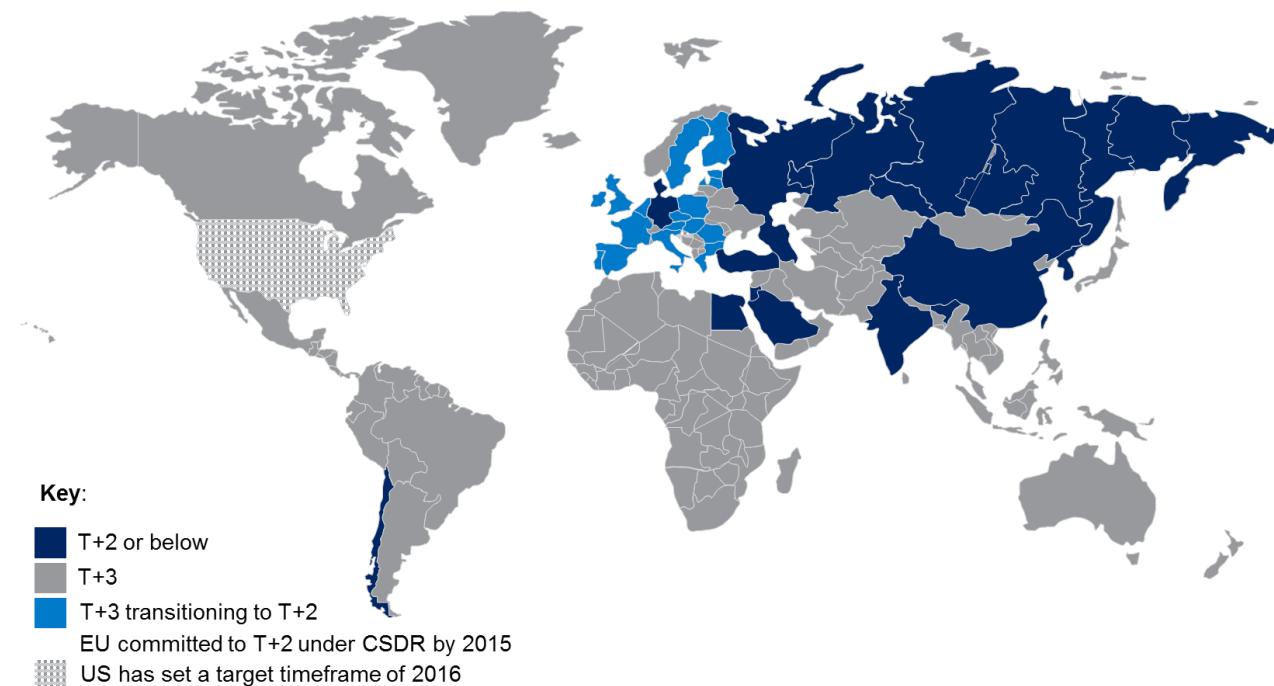 Key:
T+2 or below
T+3
T+3 transitioning to T+2
EU committed to T+2 under CSDR by 2015
US has set a target timeframe of 2016